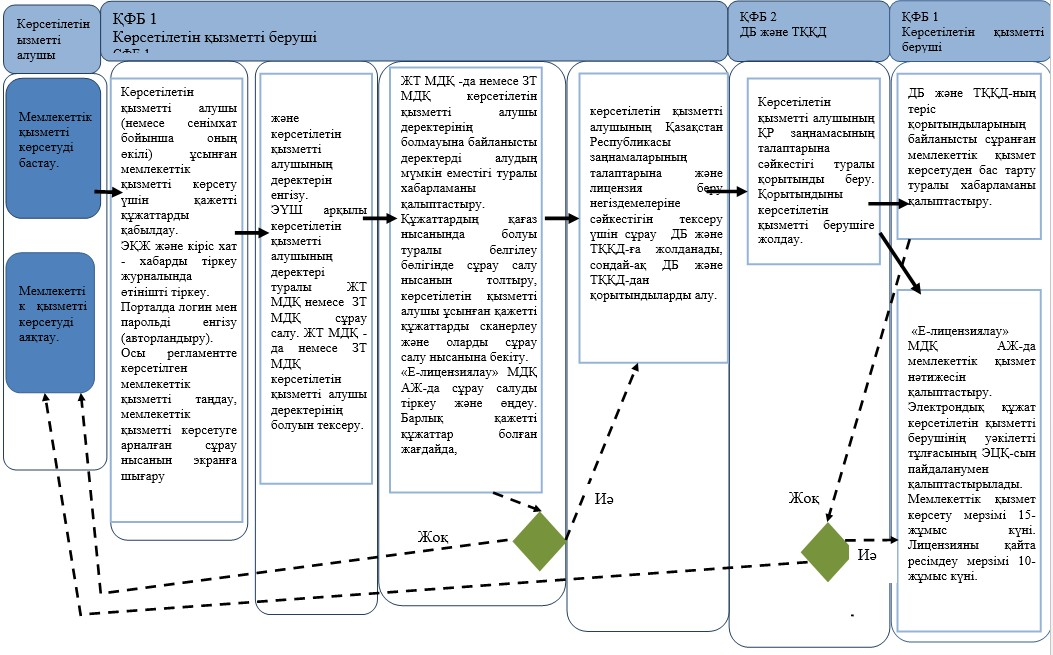 Көрсетілетін
ызметті
алушы
ҚФБ 1
Көрсетілетін қызметті беруші
ҚФБ 2
ДБ және ТҚҚД
ҚФБ 1
Көрсетілетін қызметті
беруші
Мемлекеттік
қызметті
көрсетуді
бастау.
Мемлекетті
к қызметті
көрсетуді
аяқтау.
Көрсетілетін
қызметті алушы
(немесе сенімхат
бойынша оның
өкілі) ұсынған
мемлекеттік
қызметті көрсету
үшін қажетті
құжаттарды
қабылдау.
ЭҚЖ және кіріс хат
- хабарды тіркеу
журналында
өтінішті тіркеу.
Порталда логин мен
парольді енгізу
(авторландыру).
Осы регламентте
көрсетілген
мемлекеттік
қызметті таңдау,
мемлекеттік
қызметті көрсетуге
арналған сұрау
нысанын экранға
шығару
және
көрсетілетін
қызметті
алушының
деректерін
енгізу.
ЭҮШ арқылы
көрсетілетін
қызметті
алушының
деректері
туралы ЖТ
МДҚ немесе ЗТ
МДҚ сұрау
салу. ЖТ МДҚ -
да немесе ЗТ
МДҚ
көрсетілетін
қызметті алушы
деректерінің
болуын тексеру.
ЖТ МДҚ -да немесе ЗТ
МДҚ көрсетілетін
қызметті алушы
деректерінің
болмауына байланысты
деректерді алудың
мүмкін еместігі туралы
хабарламаны
қалыптастыру.
Құжаттардың қағаз
нысанында болуы
туралы белгілеу
бөлігінде сұрау салу
нысанын толтыру,
көрсетілетін қызметті
алушы ұсынған қажетті
құжаттарды сканерлеу
және оларды сұрау
салу нысанына бекіту.
«Е-лицензиялау» МДҚ
АЖ-да сұрау салуды
тіркеу және өңдеу.
Барлық қажетті
құжаттар болған
жағдайда,
көрсетілетін қызметті
алушының Қазақстан
Республикасы
заңнамаларының
талаптарына және
лицензия беру
негіздемелеріне
сәйкестігін тексеру
үшін сұрау ДБ және
ТҚҚД-ға жолданады,
сондай-ақ ДБ және
ТҚҚД-дан
қорытындыларды алу.
Көрсетілетін
қызметті алушының
ҚР заңнамасының
талаптарына
сәйкестігі туралы
қорытынды беру.
Қорытындыны
көрсетілетін
қызметті берушіге
жолдау.
ДБ және ТҚҚД-ның
теріс
қорытындыларының
байланысты сұранған
мемлекеттік қызмет
көрсетуден бас тарту
туралы хабарламаны
қалыптастыру.
«Е-лицензиялау»
МДҚ АЖ-да
мемлекеттік қызмет
нәтижесін
қалыптастыру.
Электрондық құжат
көрсетілетін қызметті
берушінің уәкілетті
тұлғасының ЭЦҚ-сын
пайдаланумен
қалыптастырылады.
Мемлекеттік қызмет
көрсету мерзімі 15-
жұмыс күні.
Лицензияны қайта
ресімдеу мерзімі 10-
жұмыс күні.
Жоқ
Иә
Жоқ
Иә